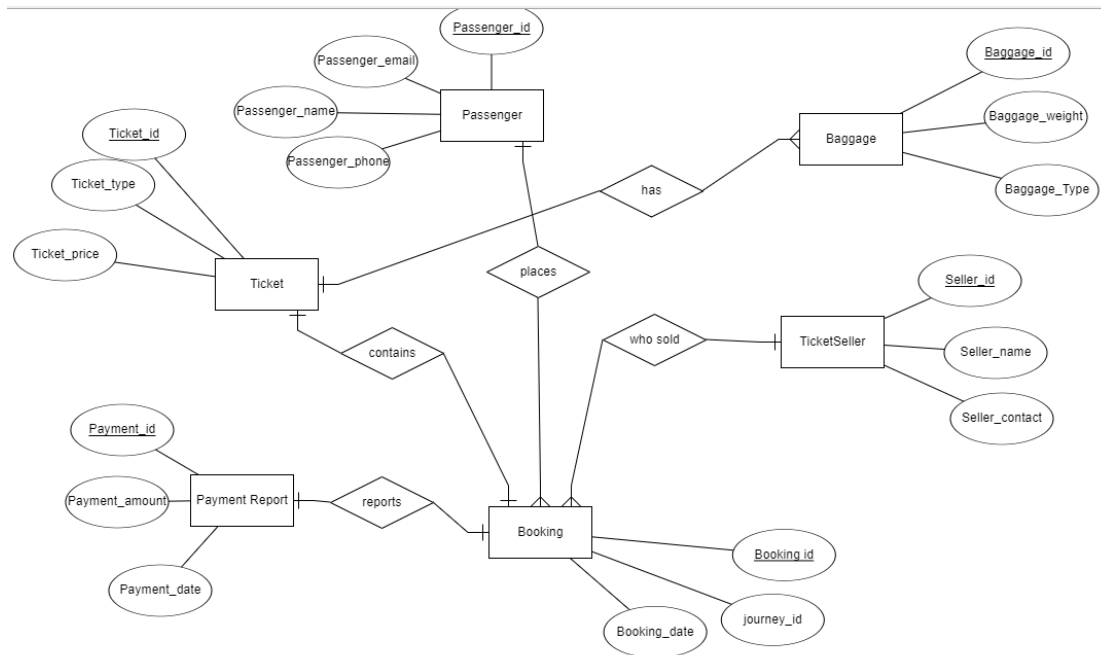 Passenger_id
Passenger_email
Passenger_name
Passenger_phone
Passenger
Baggage_id
Baggage_weight
Baggage_Type
Baggage
Ticket_id
Ticket_type
Ticket_price
Ticket
has
places
contains
who sold
Seller_id
Seller_name
Seller_contact
TicketSeller
Payment_id
Payment_amount
Payment_date
Payment Report
reports
Booking
Booking id
journey_id
Booking_date